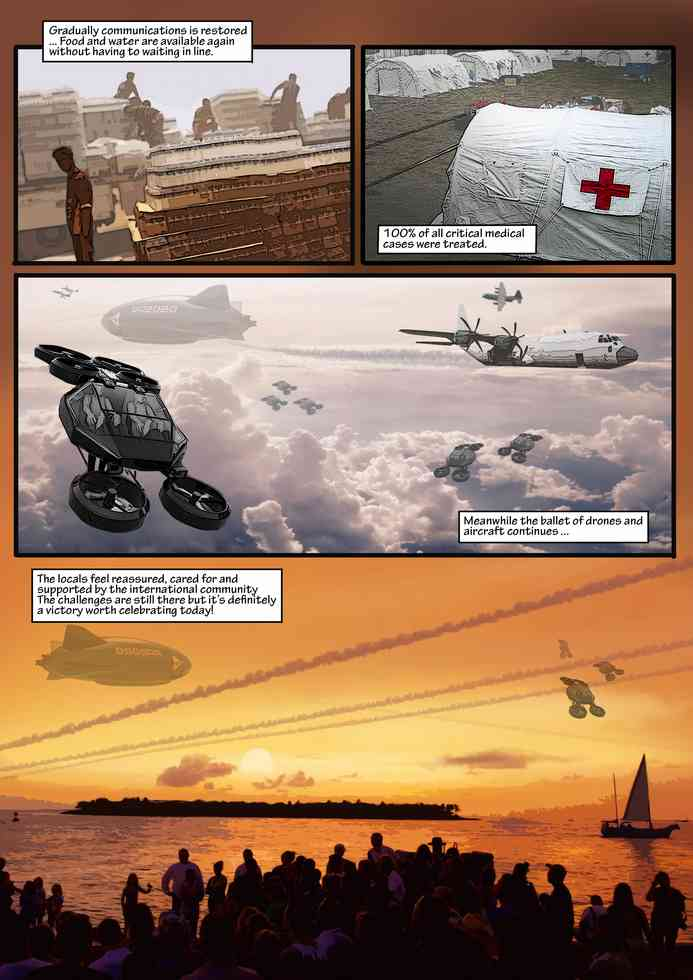 Gradually communications is restored
... Food and water are available again
without having to waiting in line.
100% of all critical medical
cases were treated.
Meanwhile the ballet of drones and
aircraft continues ...
The locals feel reassured, cared for and
supported by the international community
The challenges are still there but it's definitely
a victory worth celebrating today!